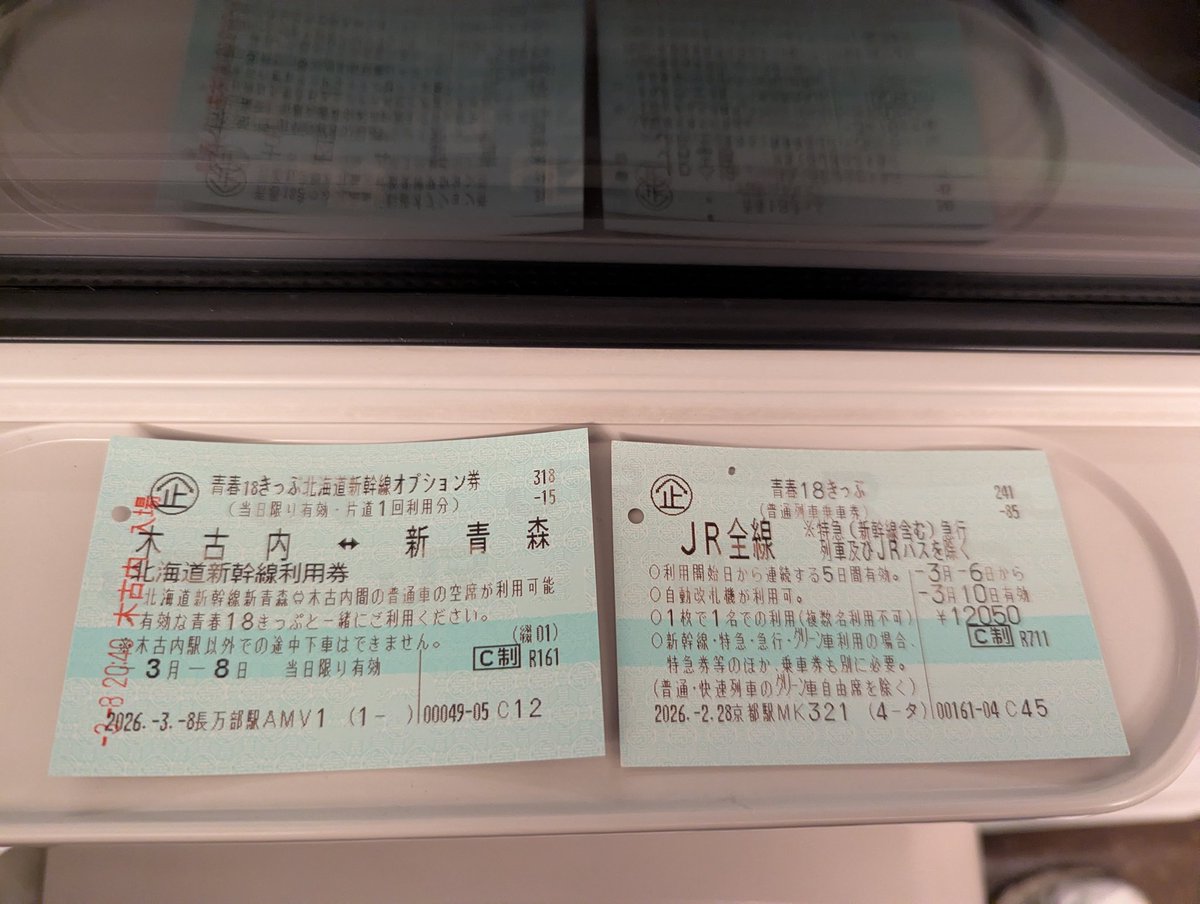 企 青春18きっぷ北海道新幹線オプション券 318
(当日限り有効・片道1回利用分) -15
木古内 ↔ 新青森
北海道新幹線利用券
北海道新幹線新青森⇔木古内間の普通車の空席が利用可能
有効な青春18きっぷと一緒にご利用ください。
※木古内駅以外での途中下車はできません。 (綴01)
3月-8日 当日限り有効 C制 R161
2026.-3.-8長万部駅AMV1 (1- ) 00049-05 C12
-3.-8 20:40 木古内 入場
企 青春18きっぷ 241
(普通列車乗車券) -85
JR全線 ※特急(新幹線含む)急行
列車及びJRバスを除く
○利用開始日から連続する5日間有効。 -3月-6日から
○自動改札機が利用可。 -3月10日有効
○1枚で1名での利用(複数名利用不可) ¥12050
○新幹線・特急・急行・グリーン車利用の場合、 C制 R711
特急券等のほか、乗車券も別に必要。
(普通・快速列車のグリーン車自由席を除く)
2026.-2.28京都駅MK321 (4-タ) 00161-04 C45